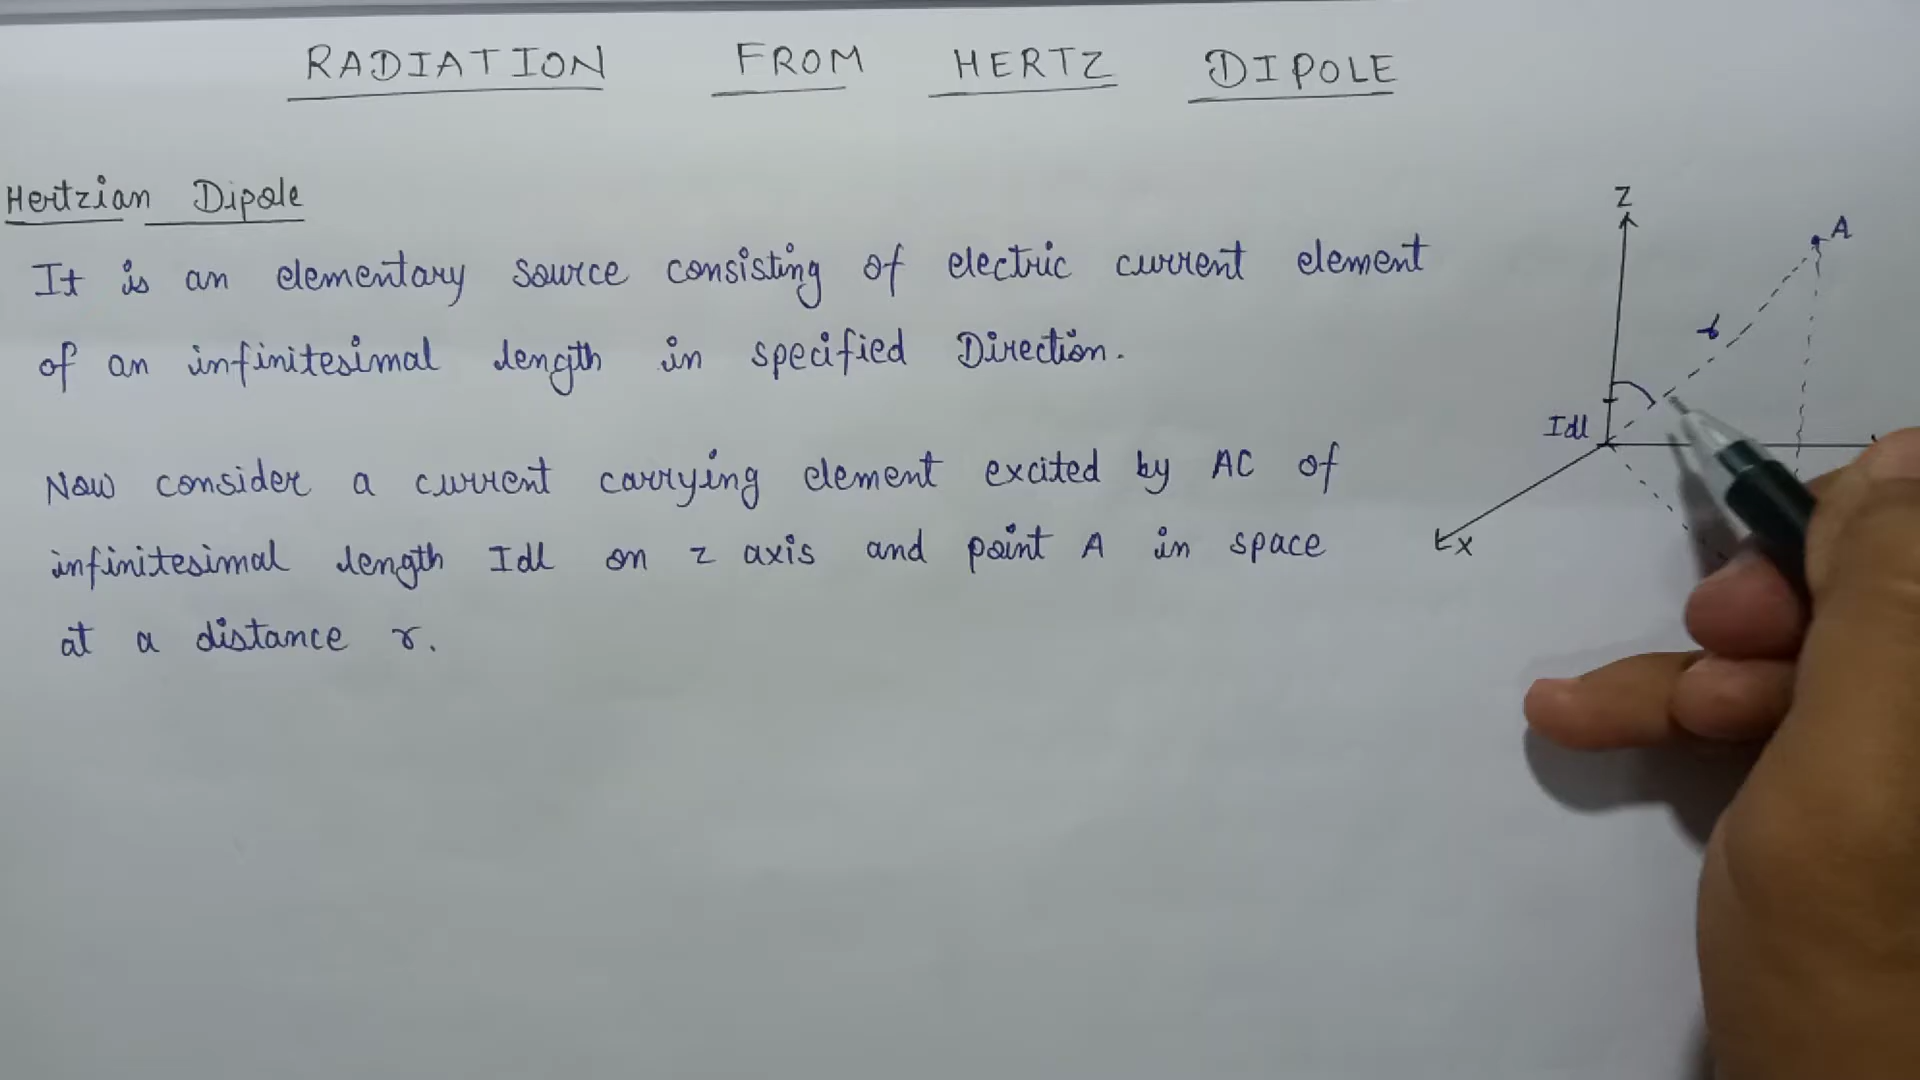 RADIATION FROM HERTZ DIPOLE
Hertzian Dipole
It is an elementary source consisting of electric current element
of an infinitesimal length in specified Direction.
Now consider a current carrying element excited by AC of
infinitesimal length Idl on z axis and point A in space
at a distance r.
Z
A
r
Idl
X